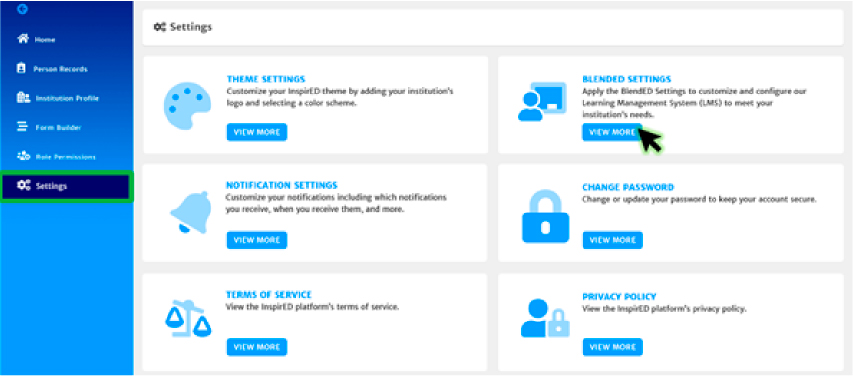 Home
Person Records
Institution Profile
Form Builder
Role Permissions
Settings
Settings
THEME SETTINGS
Customize your InspirED theme by adding your institution's
logo and selecting a color scheme.
VIEW MORE
BLENDED SETTINGS
Apply the BlendED Settings to customize and configure our
Learning Management System (LMS) to meet your
institution's needs.
VIEW MORE
NOTIFICATION SETTINGS
Customize your notifications including which notifications
you receive, when you receive them, and more.
VIEW MORE
CHANGE PASSWORD
Change or update your password to keep your account secure.
VIEW MORE
TERMS OF SERVICE
View the InspirED platform's terms of service.
VIEW MORE
PRIVACY POLICY
View the InspirED platform's privacy policy.
VIEW MORE